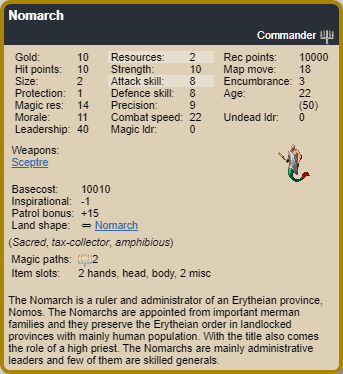 Nomarch
Commander
Gold: 10 Resources: 2 Rec points: 10000
Hit points: 10 Strength: 10 Map move: 18
Size: 2 Attack skill: 8 Encumbrance: 3
Protection: 1 Defence skill: 8 Age: 22
Magic res: 14 Precision: 9 (50)
Morale: 11 Combat speed: 22 Undead ldr: 0
Leadership: 40 Magic ldr: 0
Weapons:
Sceptre
Basecost: 10010
Inspirational: -1
Patrol bonus: +15
Land shape: ⇔ Nomarch
(Sacred, tax-collector, amphibious)
Magic paths: 2
Item slots: 2 hands, head, body, 2 misc
The Nomarch is a ruler and administrator of an Erytheian province,
Nomos. The Nomarchs are appointed from important merman
families and they preserve the Erytheian order in landlocked
provinces with mainly human population. With the title also comes
the role of a high priest. The Nomarchs are mainly administrative
leaders and few of them are skilled generals.